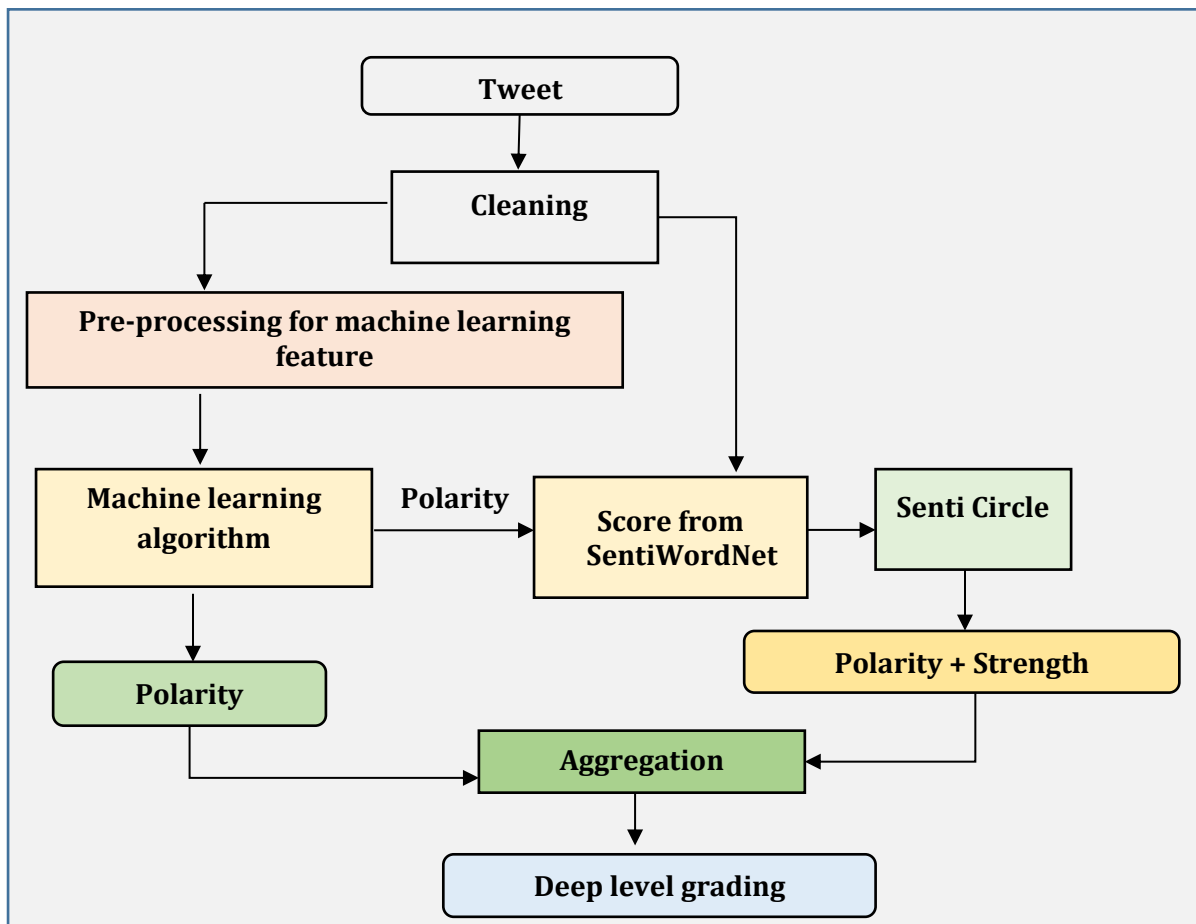 Tweet
Cleaning
Pre-processing for machine learning
feature
Machine learning
algorithm
Polarity
Score from
SentiWordNet
Senti Circle
Polarity + Strength
Polarity
Aggregation
Deep level grading